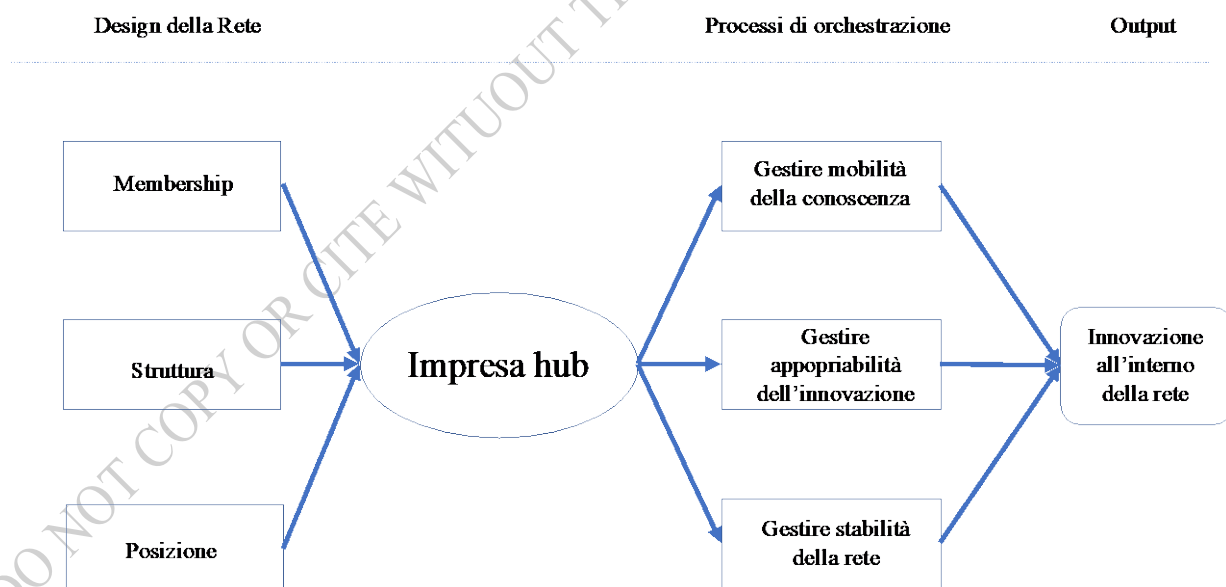 Design della Rete
Processi di orchestrazione
Output
Membership
Struttura
Posizione
Impresa hub
Gestire mobilità
della conoscenza
Gestire
appopriabilità
dell’innovazione
Gestire stabilità
della rete
Innovazione
all’interno
della rete
DO NOT COPY OR CITE WITUOUT